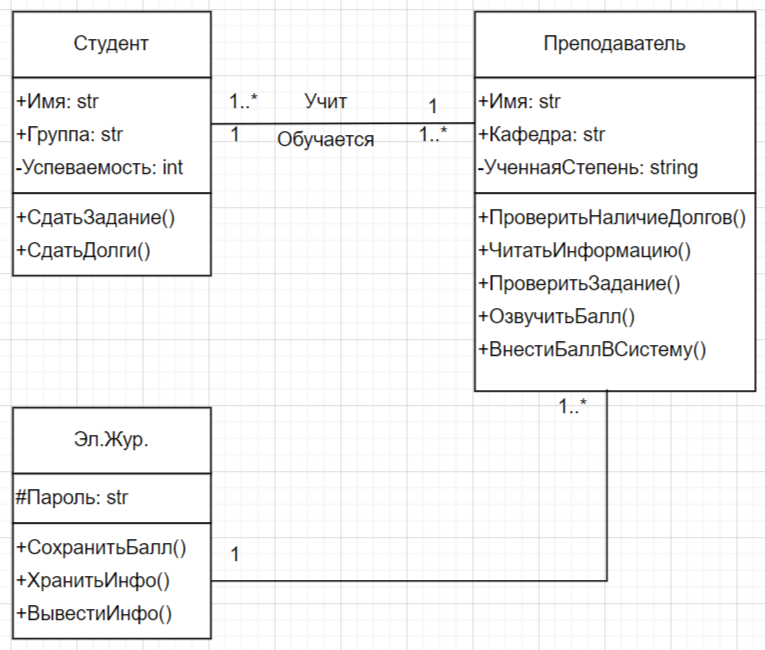 Студент
+Имя: str
+Группа: str
-Успеваемость: int
+СдатьЗадание()
+СдатьДолги()
1..* Учит 1
1 Обучается 1..*
Преподаватель
+Имя: str
+Кафедра: str
-УченнаяСтепень: string
+ПроверитьНаличиеДолгов()
+ЧитатьИнформацию()
+ПроверитьЗадание()
+ОзвучитьБалл()
+ВнестиБаллВСистему()
1..*
Эл.Жур.
#Пароль: str
+СохранитьБалл()
+ХранитьИнфо()
+ВывестиИнфо()
1